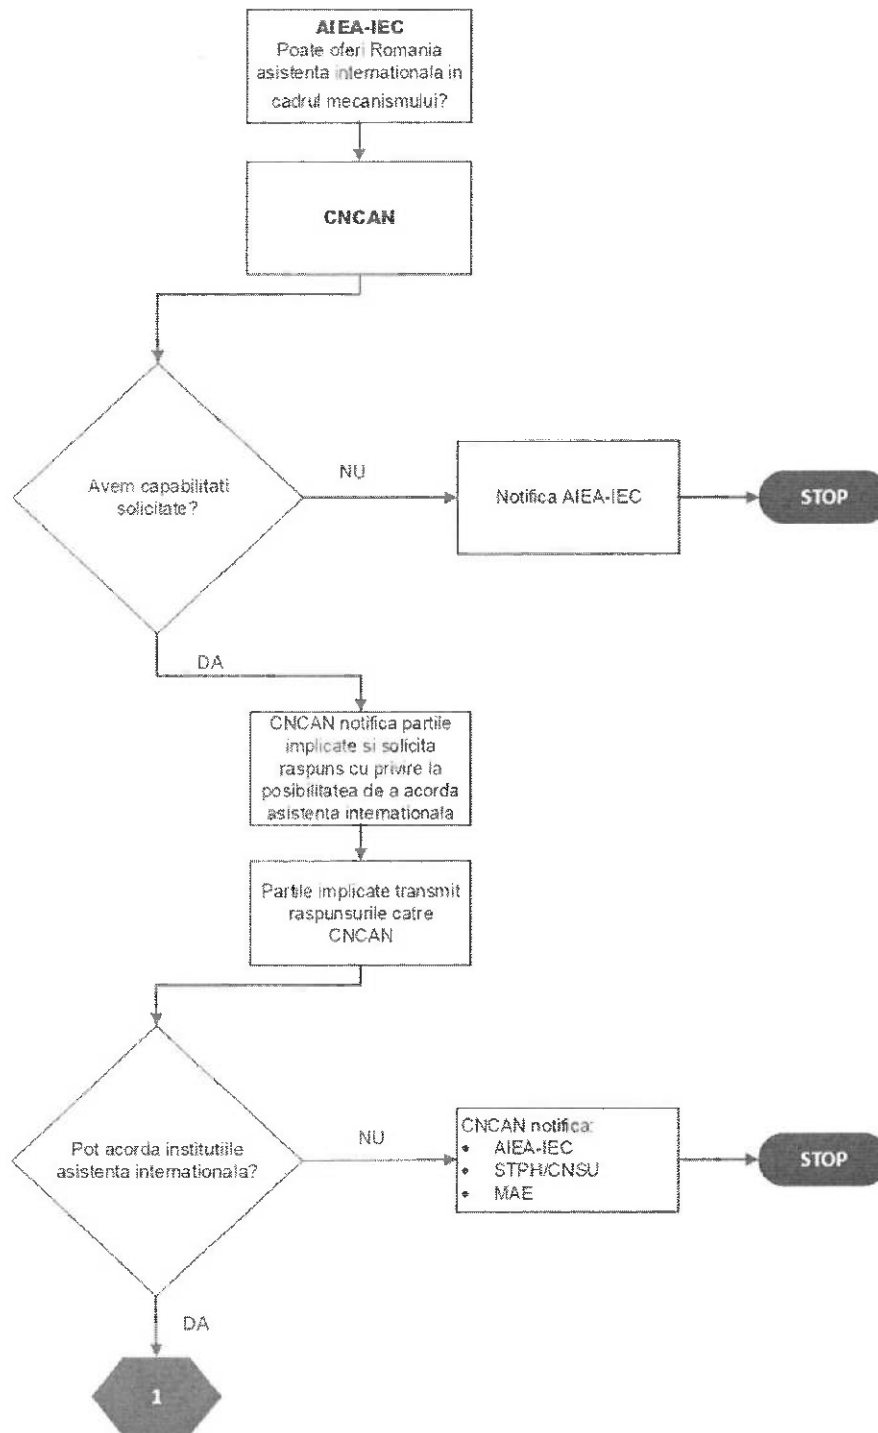 AIEA-IEC
Poate oferi Romania
asistenta internationala in
cadrul mecanismului?
CNCAN
Avem capabilitati
solicitate?
NU
Notifica AIEA-IEC
STOP
DA
CNCAN notifica partile
implicate si solicita
raspuns cu privire la
posibilitatea de a acorda
asistenta internationala
Partile implicate transmit
raspunsurile catre
CNCAN
Pot acorda institutiile
asistenta internationala?
NU
CNCAN notifica:
• AIEA-IEC
• STPH/CNSU
• MAE
STOP
DA
1